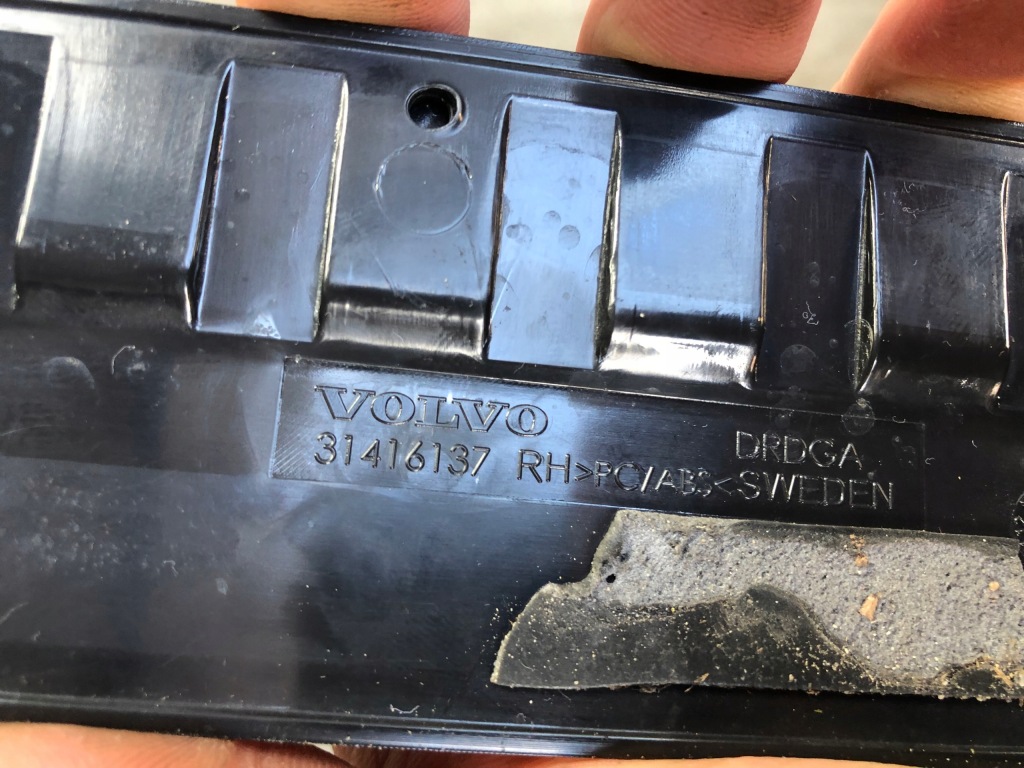 VOLVO
DRDGA
31416137 RH>PC/ABS<SWEDEN